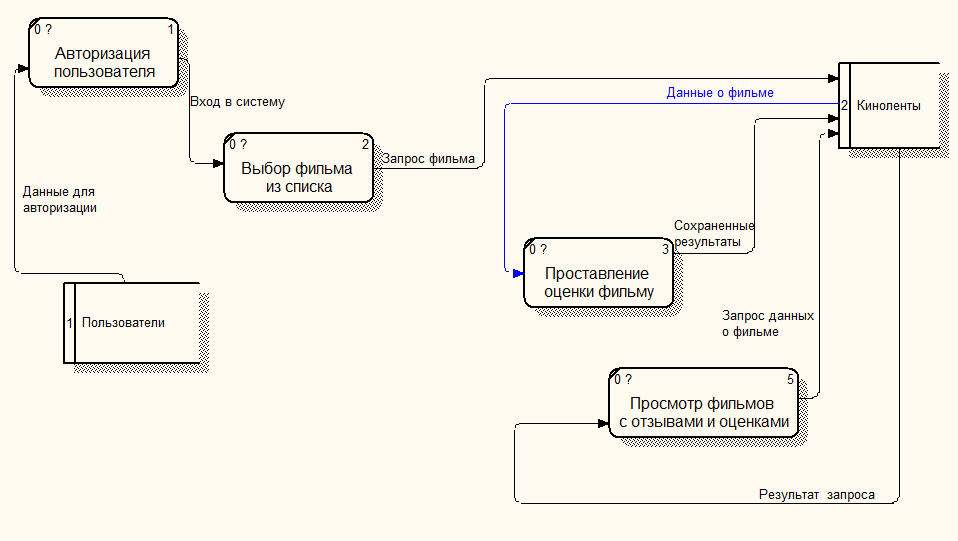 0 ? 1
Авторизация
пользователя
Вход в систему
Данные о фильме
2 Киноленты
0 ? 2
Выбор фильма
из списка
Запрос фильма
Данные для
авторизации
Сохраненные
результаты
0 ? 3
Проставление
оценки фильму
1 Пользователи
Запрос данных
о фильме
0 ? 5
Просмотр фильмов
с отзывами и оценками
Результат запроса